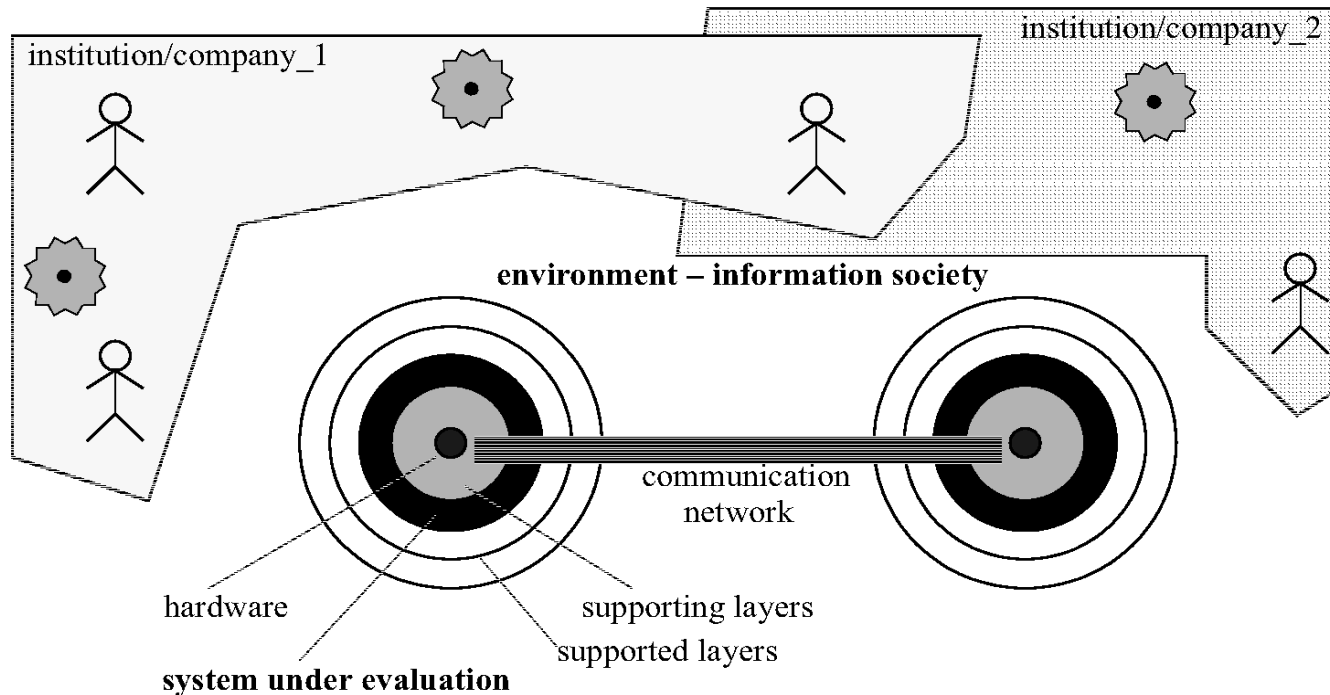 institution/company_2
institution/company_1
environment – information society
communication
network
hardware
supporting layers
supported layers
system under evaluation